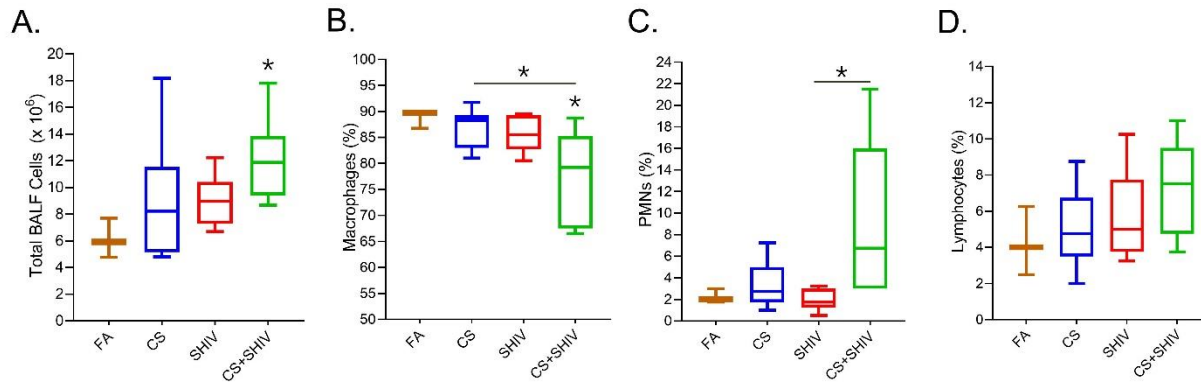 A.
Total BALF Cells (x 10⁶)
20
18
16
14
12
10
8
6
4
2
0
*
FA
CS
SHIV
CS+SHIV
B.
Macrophages (%)
100
95
90
85
80
75
70
65
60
55
50
*
*
FA
CS
SHIV
CS+SHIV
C.
PMNs (%)
24
22
20
18
16
14
12
10
8
6
4
2
0
*
FA
CS
SHIV
CS+SHIV
D.
Lymphocytes (%)
14
12
10
8
6
4
2
0
FA
CS
SHIV
CS+SHIV